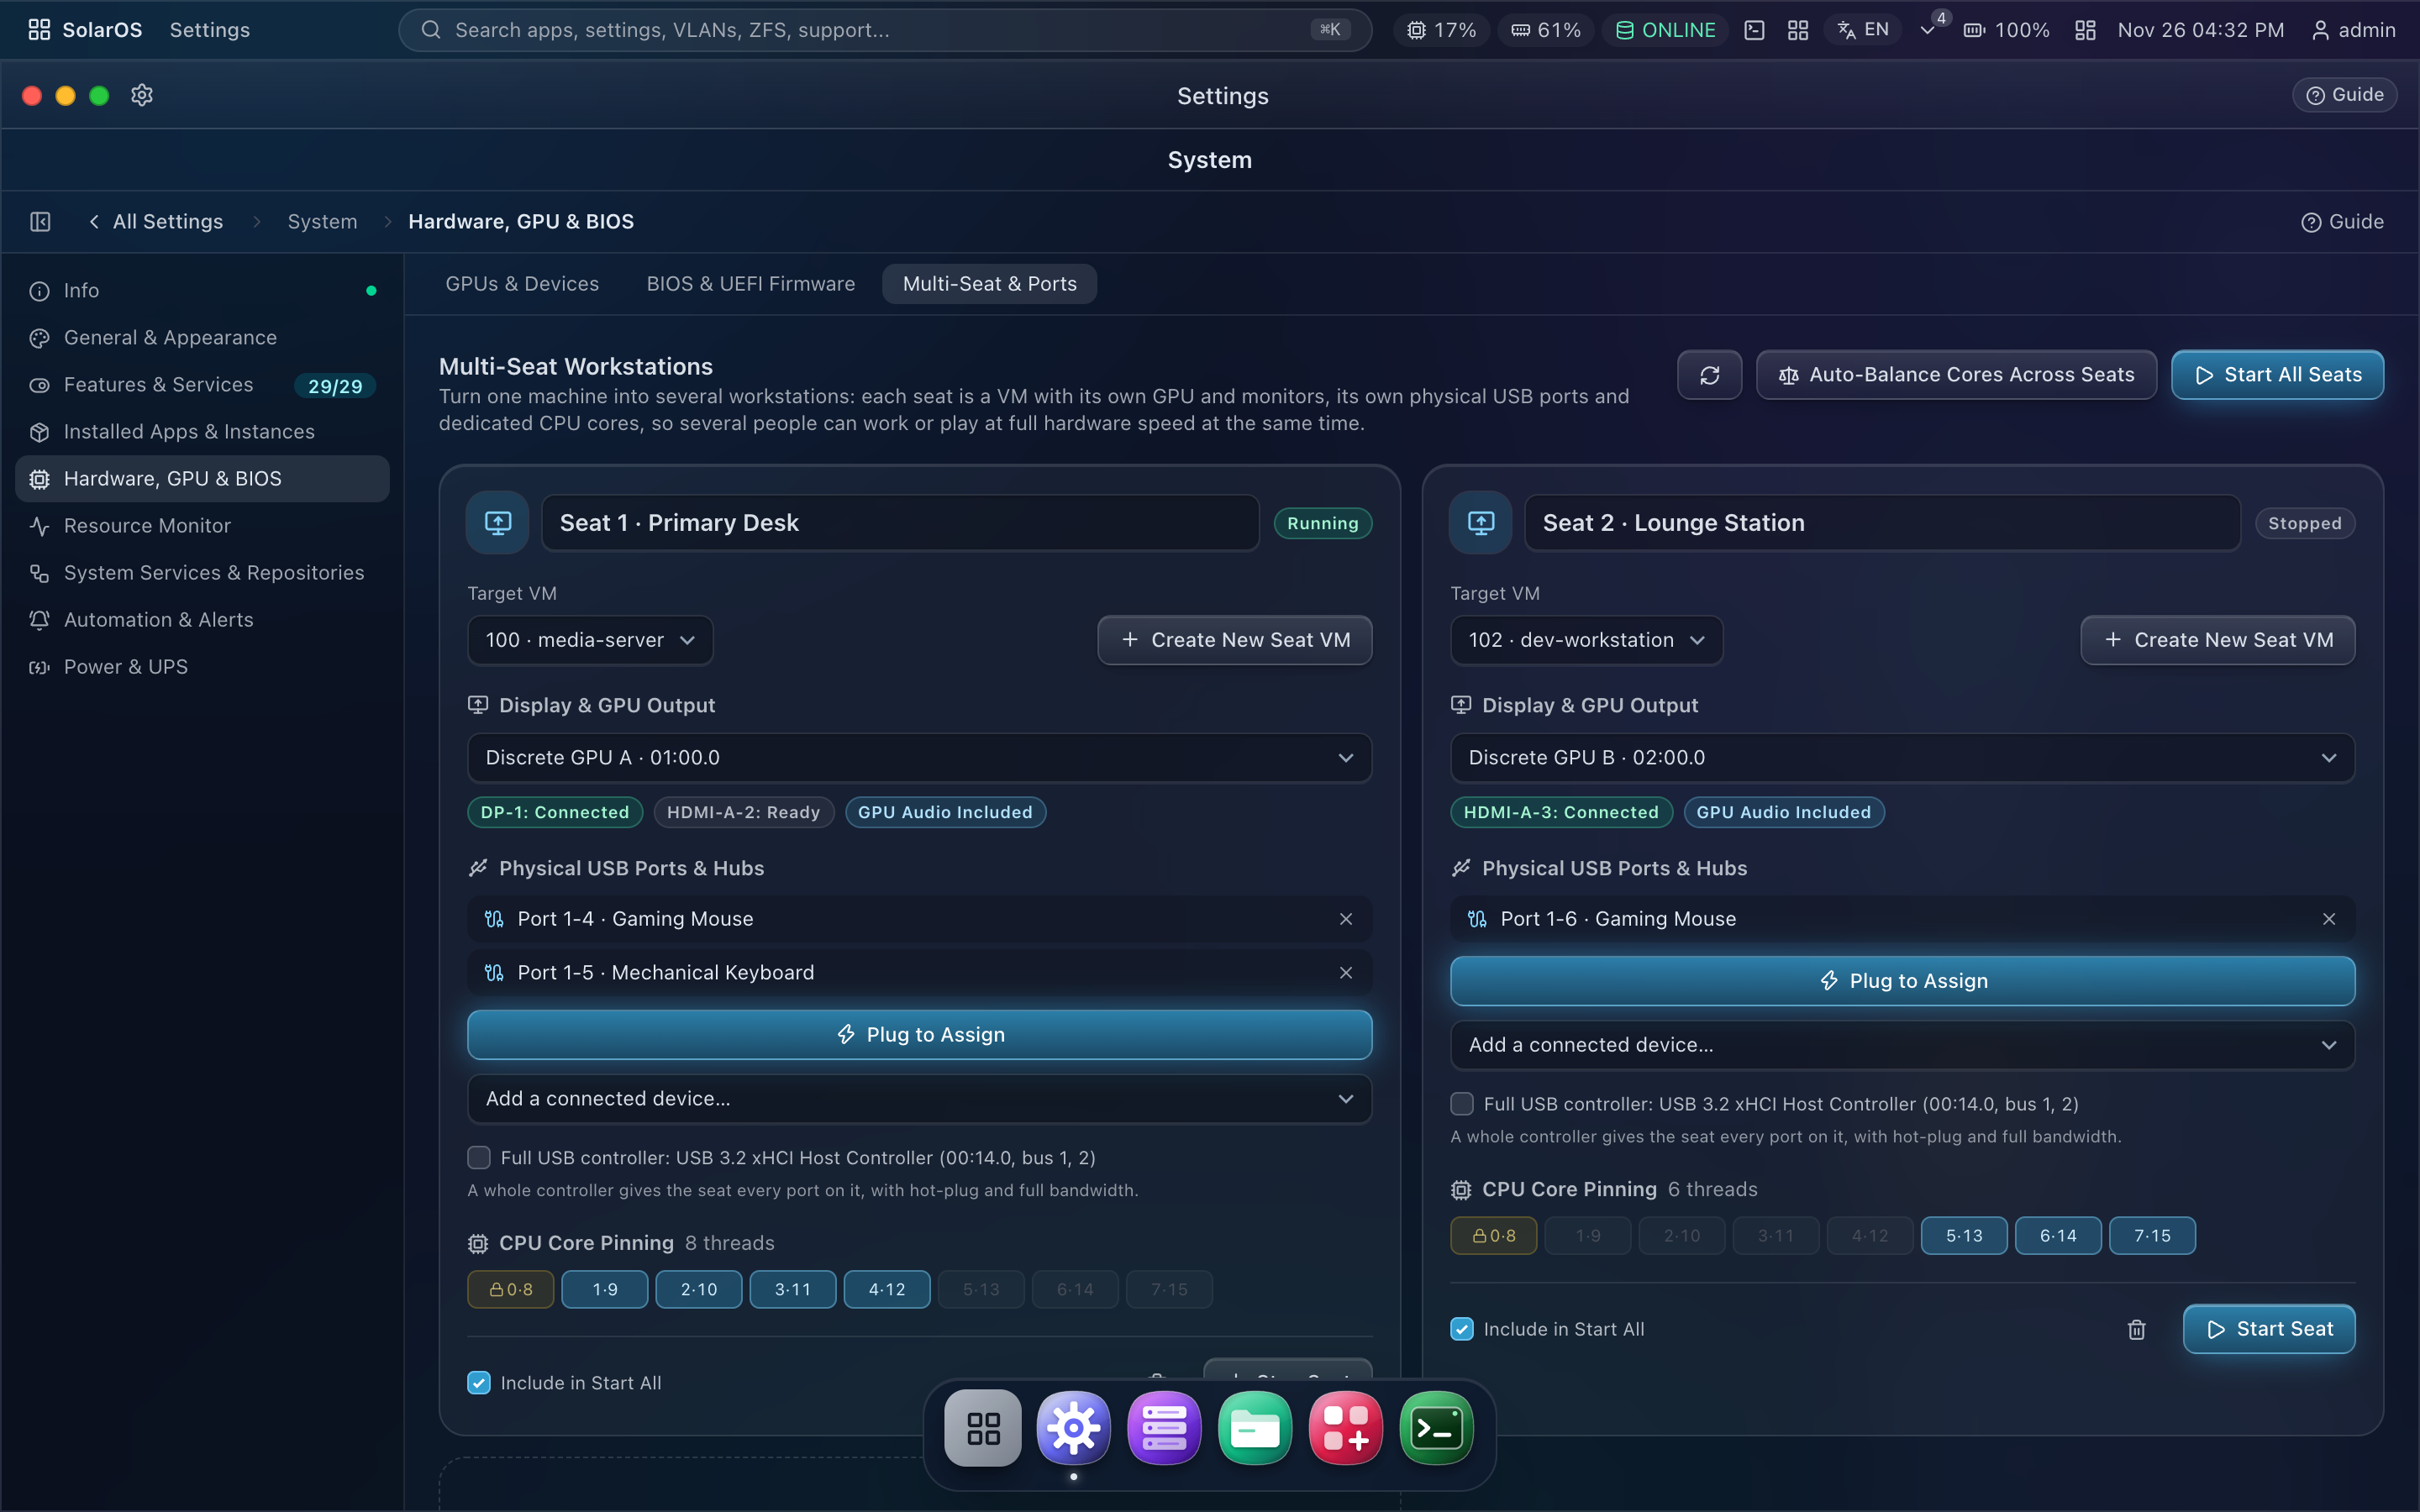 SolarOS Settings Search apps, settings, VLANs, ZFS, support... ⌘K 17% 61% ONLINE EN 4 100% Nov 26 04:32 PM admin
Settings Guide
System
All Settings System Hardware, GPU & BIOS Guide
Info
General & Appearance
Features & Services 29/29
Installed Apps & Instances
Hardware, GPU & BIOS
Resource Monitor
System Services & Repositories
Automation & Alerts
Power & UPS
GPUs & Devices BIOS & UEFI Firmware Multi-Seat & Ports
Multi-Seat Workstations
Turn one machine into several workstations: each seat is a VM with its own GPU and monitors, its own physical USB ports and
dedicated CPU cores, so several people can work or play at full hardware speed at the same time.
Auto-Balance Cores Across Seats Start All Seats
Seat 1 · Primary Desk Running
Target VM
100 · media-server Create New Seat VM
Display & GPU Output
Discrete GPU A · 01:00.0
DP-1: Connected HDMI-A-2: Ready GPU Audio Included
Physical USB Ports & Hubs
Port 1-4 · Gaming Mouse
Port 1-5 · Mechanical Keyboard
Plug to Assign
Add a connected device...
Full USB controller: USB 3.2 xHCI Host Controller (00:14.0, bus 1, 2)
A whole controller gives the seat every port on it, with hot-plug and full bandwidth.
CPU Core Pinning 8 threads
0·8 1·9 2·10 3·11 4·12 5·13 6·14 7·15
Include in Start All
Seat 2 · Lounge Station Stopped
Target VM
102 · dev-workstation Create New Seat VM
Display & GPU Output
Discrete GPU B · 02:00.0
HDMI-A-3: Connected GPU Audio Included
Physical USB Ports & Hubs
Port 1-6 · Gaming Mouse
Plug to Assign
Add a connected device...
Full USB controller: USB 3.2 xHCI Host Controller (00:14.0, bus 1, 2)
A whole controller gives the seat every port on it, with hot-plug and full bandwidth.
CPU Core Pinning 6 threads
0·8 1·9 2·10 3·11 4·12 5·13 6·14 7·15
Include in Start All Start Seat